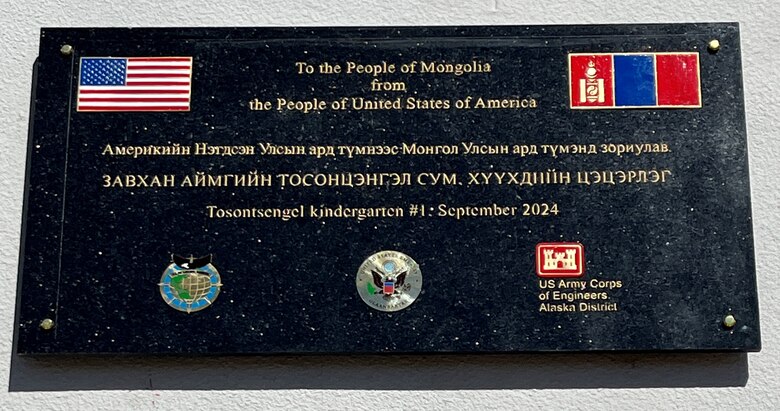 To the People of Mongolia
from
the People of United States of America
Америкийн Нэгдсэн Улсын ард түмнээс Монгол Улсын ард түмэнд зориулав.
ЗАВХАН АЙМГИЙН ТОСОНЦЭНГЭЛ СУМ. ХҮҮХДИЙН ЦЭЦЭРЛЭГ
Tosontsengel kindergarten #1. September 2024
US Army Corps
of Engineers.
Alaska District